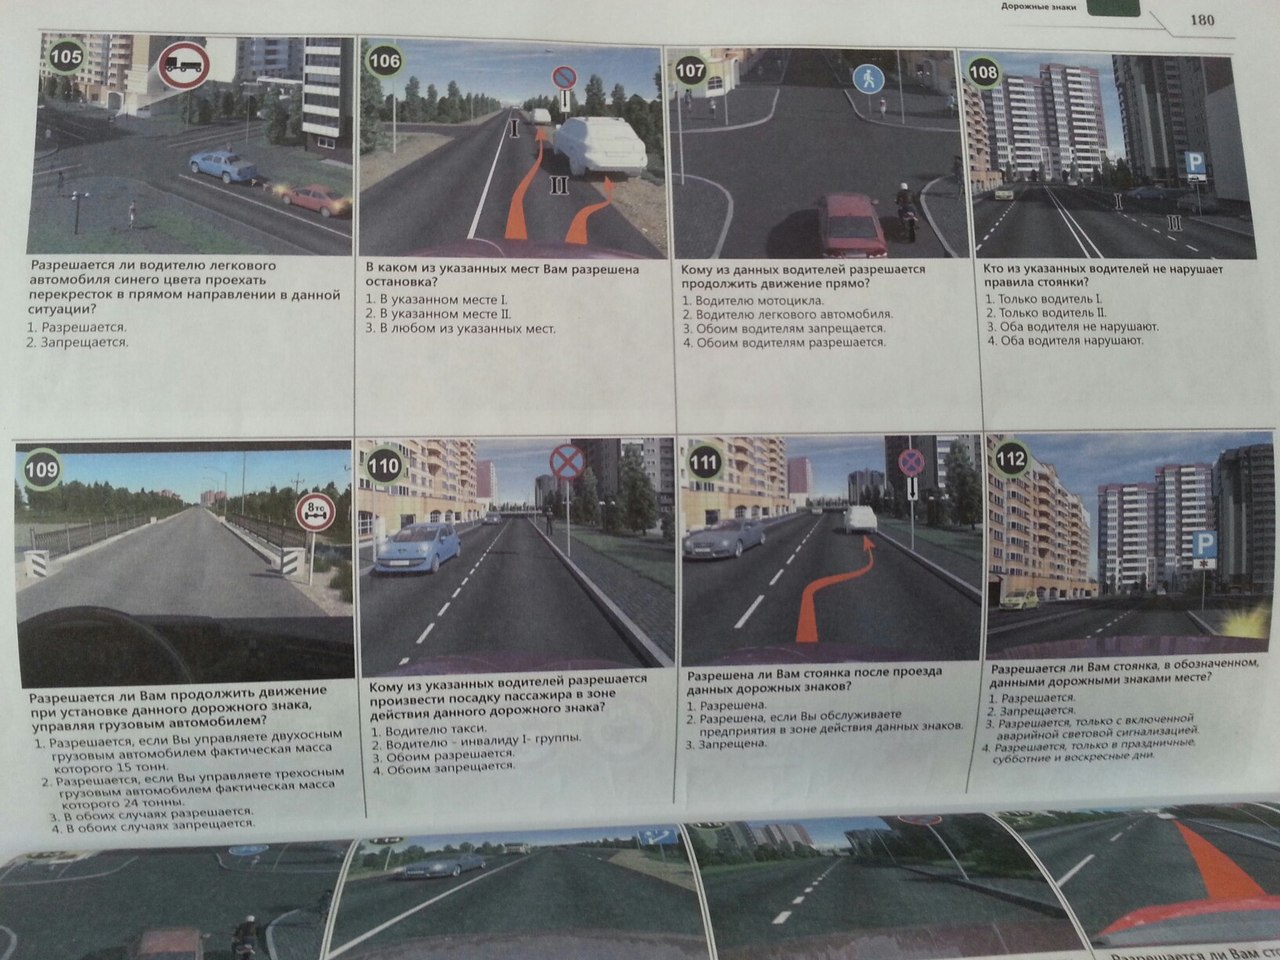 Дорожные знаки
180
105
Разрешается ли водителю легкового
автомобиля синего цвета проехать
перекресток в прямом направлении в данной
ситуации?
1. Разрешается.
2. Запрещается.
106
I
II
В каком из указанных мест Вам разрешена
остановка?
1. В указанном месте I.
2. В указанном месте II.
3. В любом из указанных мест.
107
Кому из данных водителей разрешается
продолжить движение прямо?
1. Водителю мотоцикла.
2. Водителю легкового автомобиля.
3. Обоим водителям запрещается.
4. Обоим водителям разрешается.
108
P
I
II
Кто из указанных водителей не нарушает
правила стоянки?
1. Только водитель I.
2. Только водитель II.
3. Оба водителя не нарушают.
4. Оба водителя нарушают.
109
Разрешается ли Вам продолжить движение
при установке данного дорожного знака,
управляя грузовым автомобилем?
1. Разрешается, если Вы управляете двухосным
грузовым автомобилем фактическая масса
которого 15 тонн.
2. Разрешается, если Вы управляете трехосным
грузовым автомобилем фактическая масса
которого 24 тонны.
3. В обоих случаях разрешается.
4. В обоих случаях запрещается.
110
Кому из указанных водителей разрешается
произвести посадку пассажира в зоне
действия данного дорожного знака?
1. Водителю такси.
2. Водителю - инвалиду I- группы.
3. Обоим разрешается.
4. Обоим запрещается.
111
Разрешена ли Вам стоянка после проезда
данных дорожных знаков?
1. Разрешена.
2. Разрешена, если Вы обслуживаете
предприятия в зоне действия данных знаков.
3. Запрещена.
112
P
Разрешается ли Вам стоянка, в обозначенном,
данными дорожными знаками месте?
1. Разрешается.
2. Запрещается.
3. Разрешается, только с включенной
аварийной световой сигнализацией.
4. Разрешается, только в праздничные,
субботние и воскресные дни.
Разрешается ли Вам